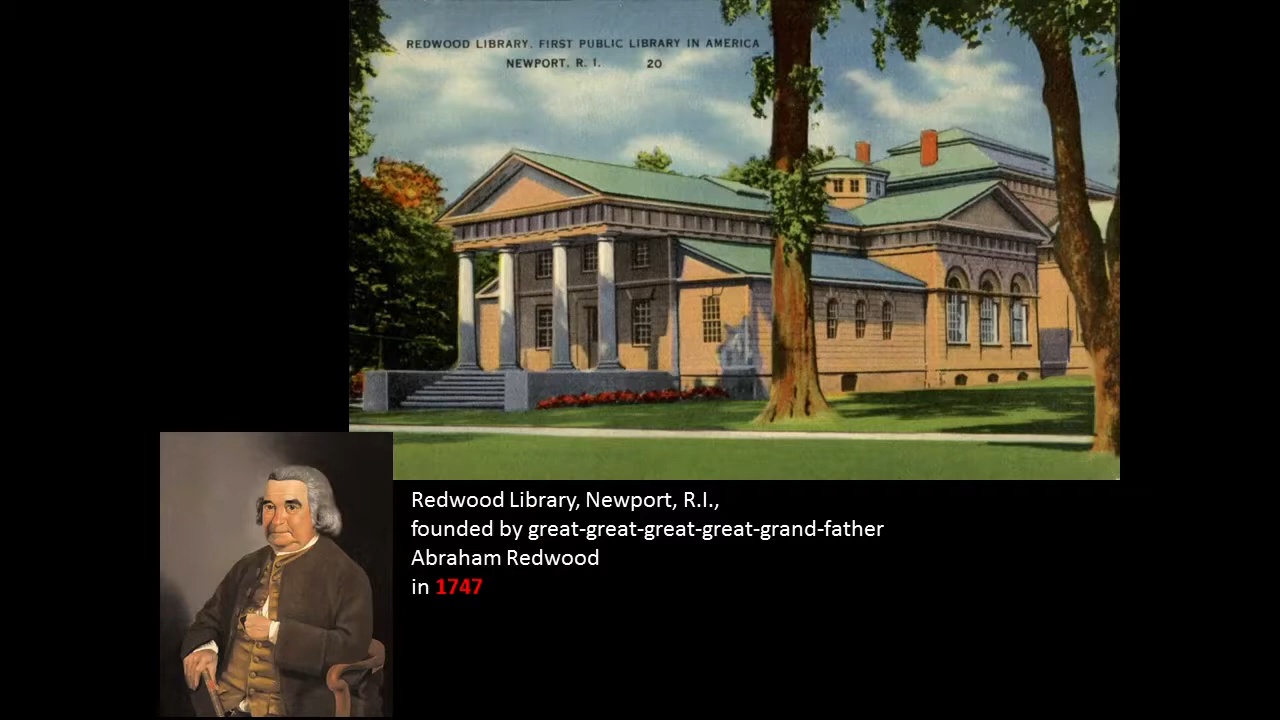 REDWOOD LIBRARY. FIRST PUBLIC LIBRARY IN AMERICA
NEWPORT, R. I. 20
Redwood Library, Newport, R.I.,
founded by great-great-great-great-grand-father
Abraham Redwood
in 1747